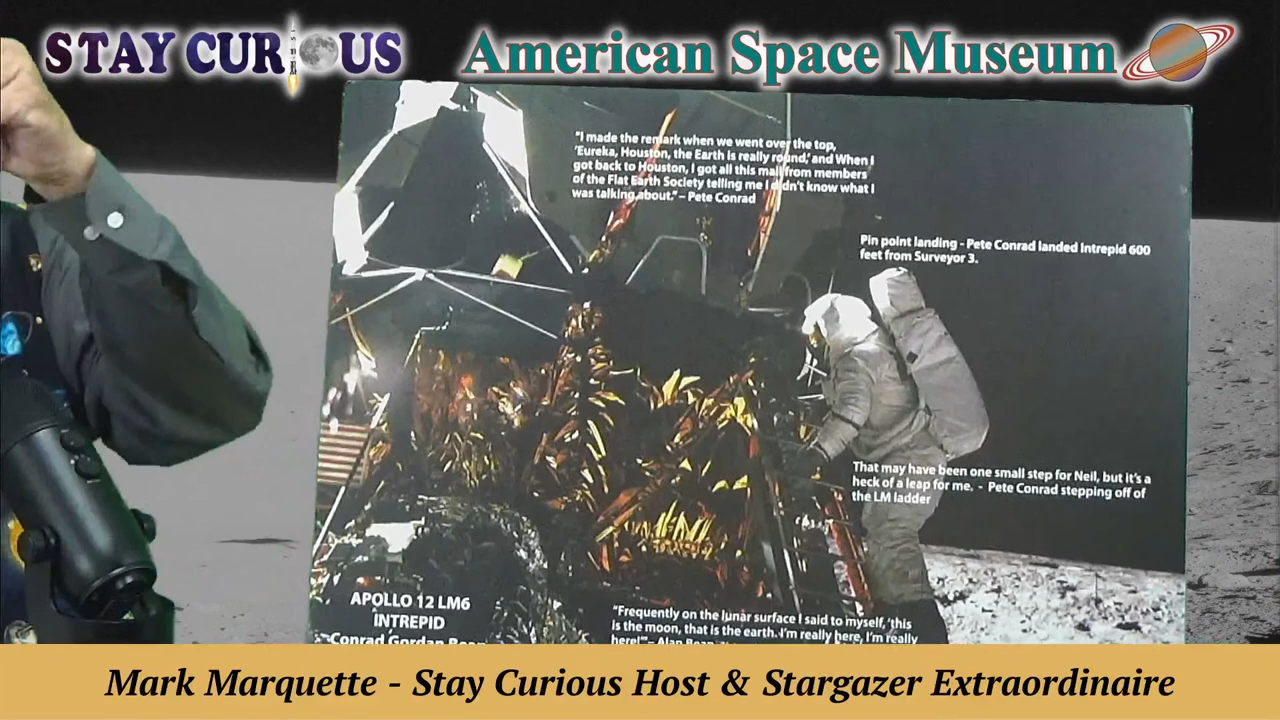 STAY CURIOUS
American Space Museum
"I made the remark when we went over the top,
'Eureka, Houston, the Earth is really round,' and When I
got back to Houston, I got all this mail from members
of the Flat Earth Society telling me I didn't know what I
was talking about." – Pete Conrad
Pin point landing - Pete Conrad landed Intrepid 600
feet from Surveyor 3.
That may have been one small step for Neil, but it's a
heck of a leap for me. - Pete Conrad stepping off of
the LM ladder
APOLLO 12 LM6
INTREPID
Conrad Gordan Bean
"Frequently on the lunar surface I said to myself, 'this
is the moon, that is the earth. I'm really here, I'm really
here!'" – Alan Bean
Mark Marquette - Stay Curious Host & Stargazer Extraordinaire